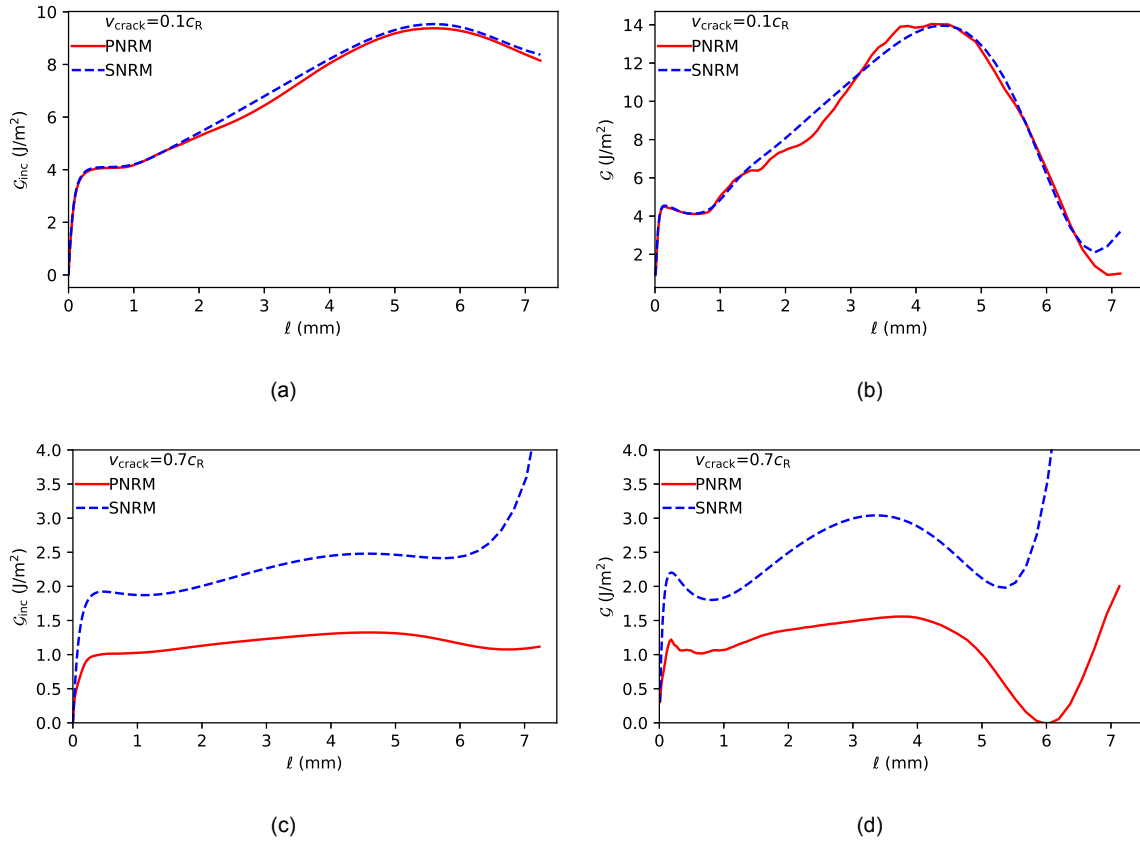 v_crack=0.1c_R
PNRM
SNRM
10
8
6
4
2
0
𝒢_inc (J/m²)
0 1 2 3 4 5 6 7
ℓ (mm)
(a)
v_crack=0.1c_R
PNRM
SNRM
14
12
10
8
6
4
2
𝒢 (J/m²)
0 1 2 3 4 5 6 7
ℓ (mm)
(b)
v_crack=0.7c_R
PNRM
SNRM
4.0
3.5
3.0
2.5
2.0
1.5
1.0
0.5
0.0
𝒢_inc (J/m²)
0 1 2 3 4 5 6 7
ℓ (mm)
(c)
v_crack=0.7c_R
PNRM
SNRM
4.0
3.5
3.0
2.5
2.0
1.5
1.0
0.5
0.0
𝒢 (J/m²)
0 1 2 3 4 5 6 7
ℓ (mm)
(d)